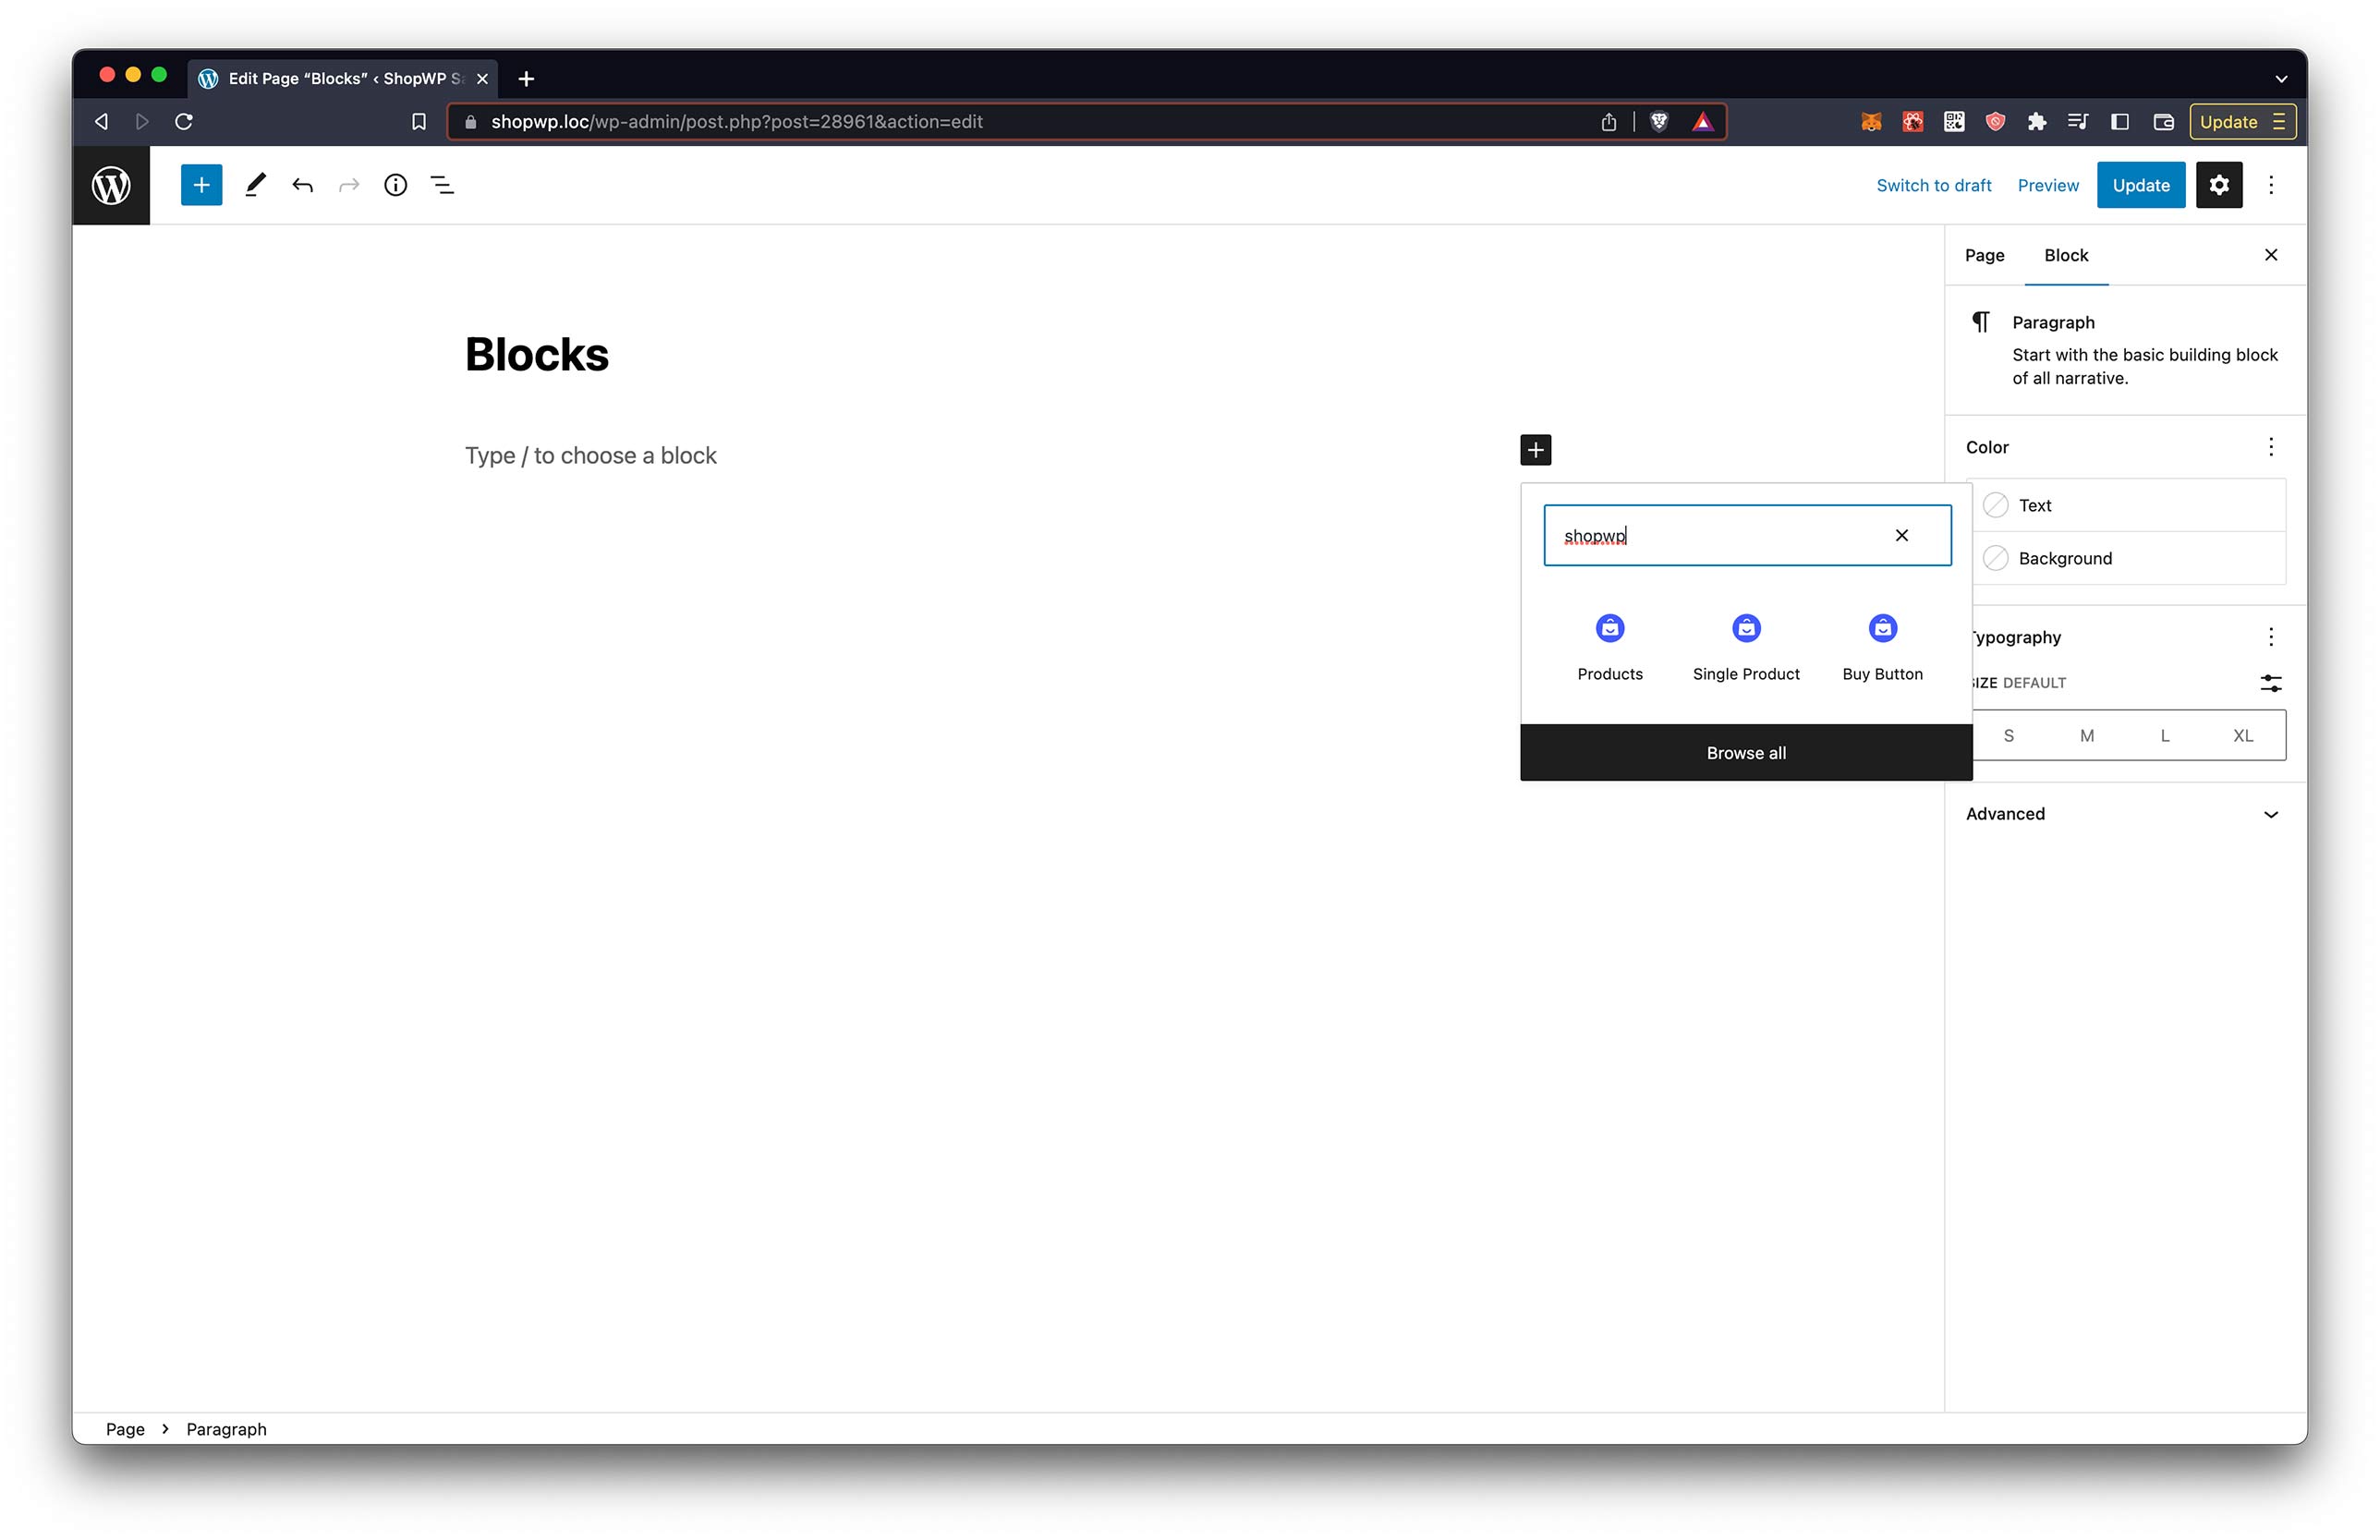 Edit Page “Blocks” ‹ ShopWP Sa
shopwp.loc/wp-admin/post.php?post=28961&action=edit
Update
Switch to draft
Preview
Update
Page
Block
Paragraph
Start with the basic building block
of all narrative.
Blocks
Type / to choose a block
Color
Text
Background
shopwp
Products
Single Product
Buy Button
Browse all
Typography
SIZE DEFAULT
S
M
L
XL
Advanced
Page
Paragraph